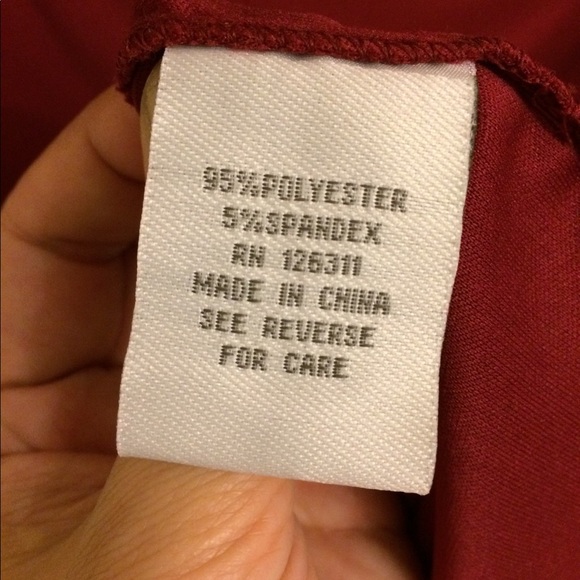 95%POLYESTER
5%SPANDEX
RN 126311
MADE IN CHINA
SEE REVERSE
FOR CARE